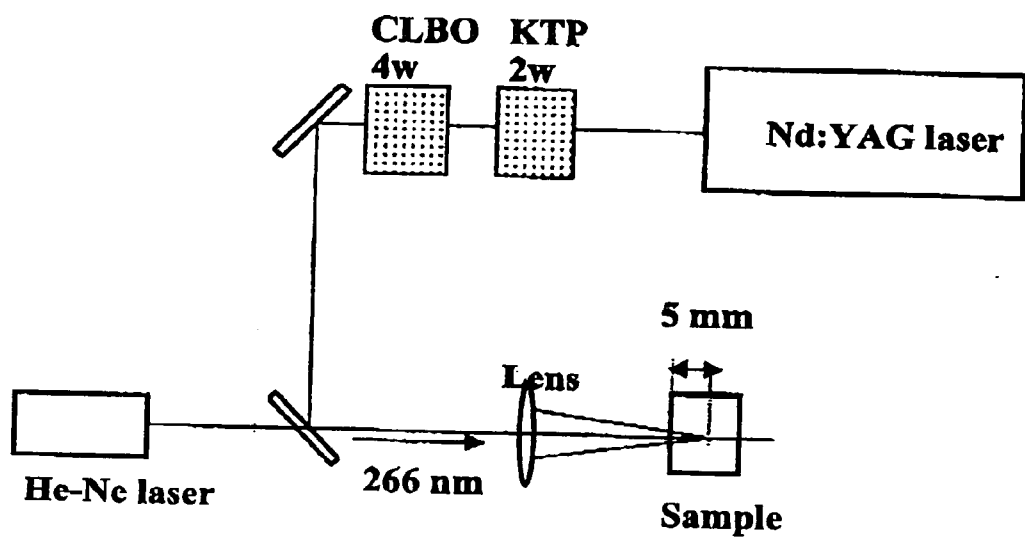 CLBO KTP
4w 2w
Nd:YAG laser
5 mm
Lens
266 nm
He-Ne laser
Sample